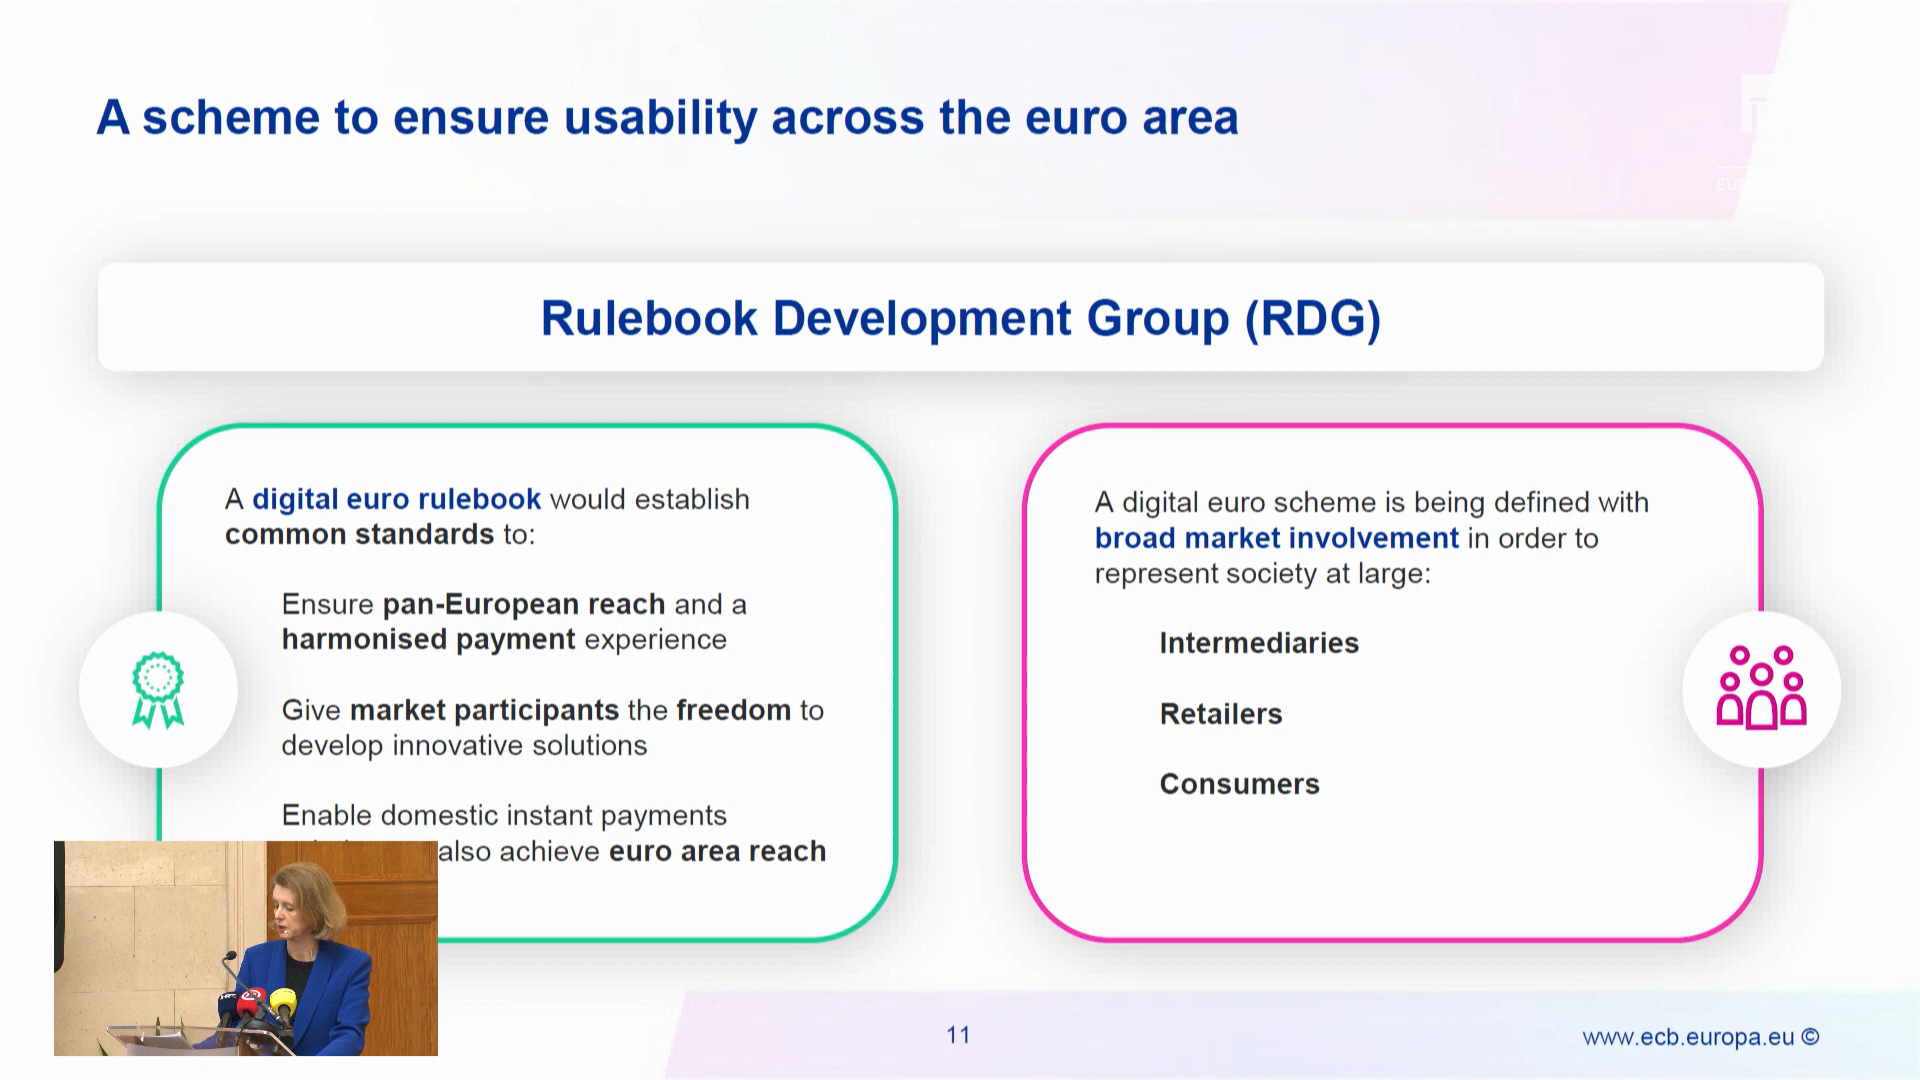 A scheme to ensure usability across the euro area
EU
Rulebook Development Group (RDG)
A digital euro rulebook would establish
common standards to:
Ensure pan-European reach and a
harmonised payment experience
Give market participants the freedom to
develop innovative solutions
Enable domestic instant payments
also achieve euro area reach
A digital euro scheme is being defined with
broad market involvement in order to
represent society at large:
Intermediaries
Retailers
Consumers
11
www.ecb.europa.eu ©